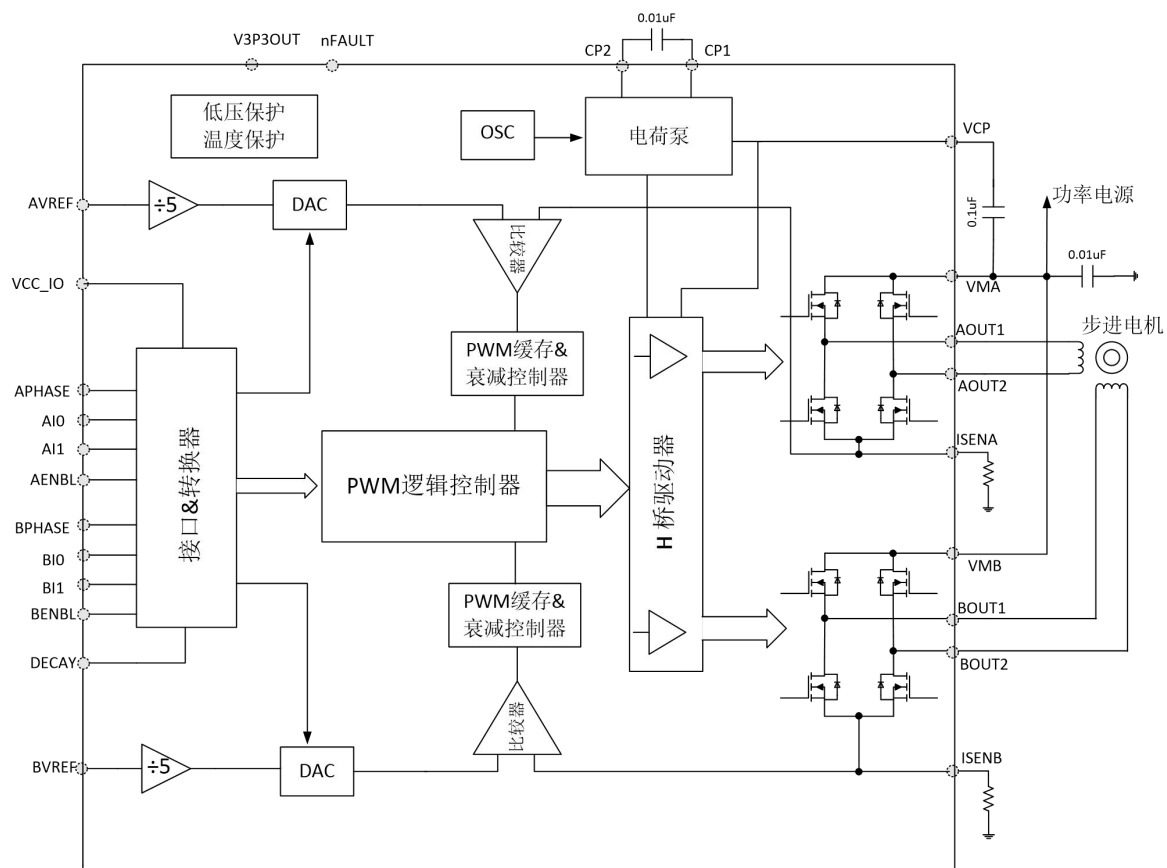 0.01uF
V3P3OUT
nFAULT
CP2
CP1
低压保护
温度保护
OSC
电荷泵
VCP
AVREF
÷5
DAC
比较器
0.1uF
功率电源
0.01uF
VCC_IO
VMA
PWM缓存&
衰减控制器
AOUT1
步进电机
AOUT2
APHASE
AI0
AI1
AENBL
BPHASE
BI0
BI1
BENBL
DECAY
接口&转换器
PWM逻辑控制器
H 桥驱动器
ISENA
VMB
PWM缓存&
衰减控制器
BOUT1
BOUT2
比较器
BVREF
÷5
DAC
ISENB